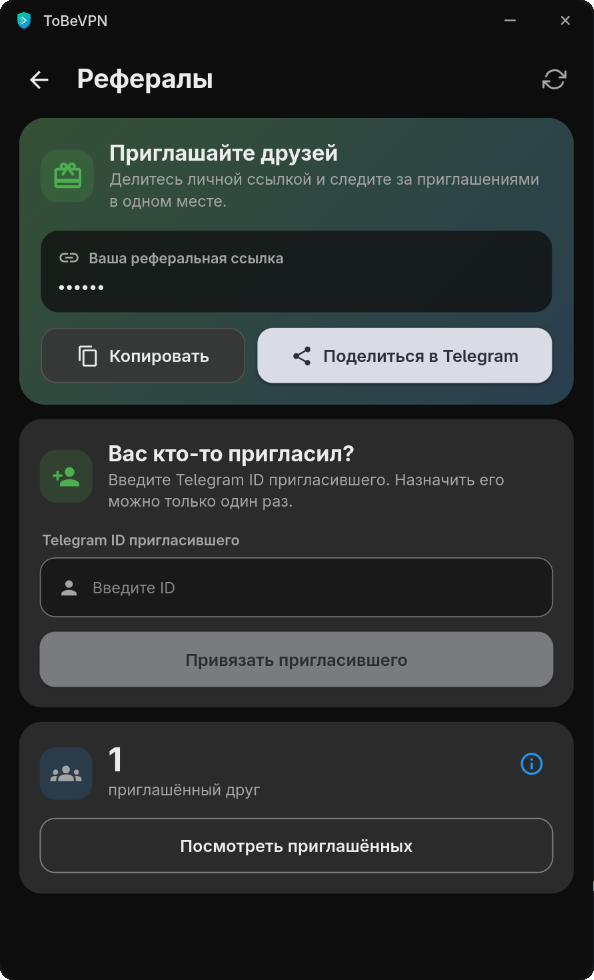 ToBeVPN
Рефералы
Приглашайте друзей
Делитесь личной ссылкой и следите за приглашениями
в одном месте.
Ваша реферальная ссылка
••••••
Копировать
Поделиться в Telegram
Вас кто-то пригласил?
Введите Telegram ID пригласившего. Назначить его
можно только один раз.
Telegram ID пригласившего
Введите ID
Привязать пригласившего
1
приглашённый друг
Посмотреть приглашённых